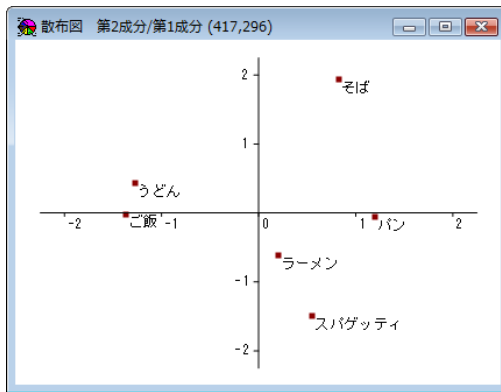 散布図 第2成分/第1成分 (417,296)
2
そば
1
うどん
-2
ご飯
-1
0
1
パン
2
ラーメン
-1
スパゲッティ
-2